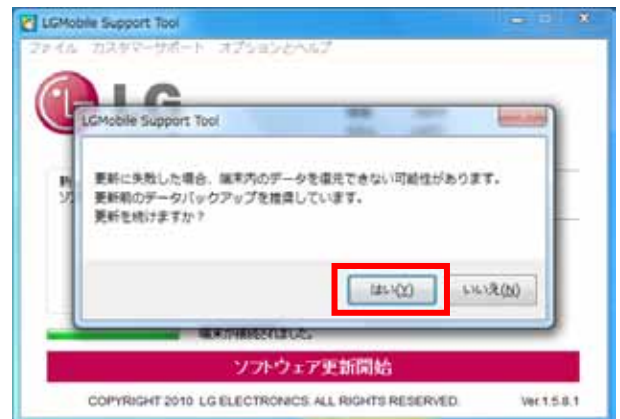 LGMobile Support Tool
ファイル カスタマーサポート オプションとヘルプ
LG
LGMobile Support Tool
更新に失敗した場合、端末内のデータを復元できない可能性があります。
更新前のデータバックアップを推奨しています。
更新を続けますか？
はい(Y) いいえ(N)
端末が接続されました。
ソフトウェア更新開始
COPYRIGHT 2010 LG ELECTRONICS. ALL RIGHTS RESERVED. Ver.1.5.8.1